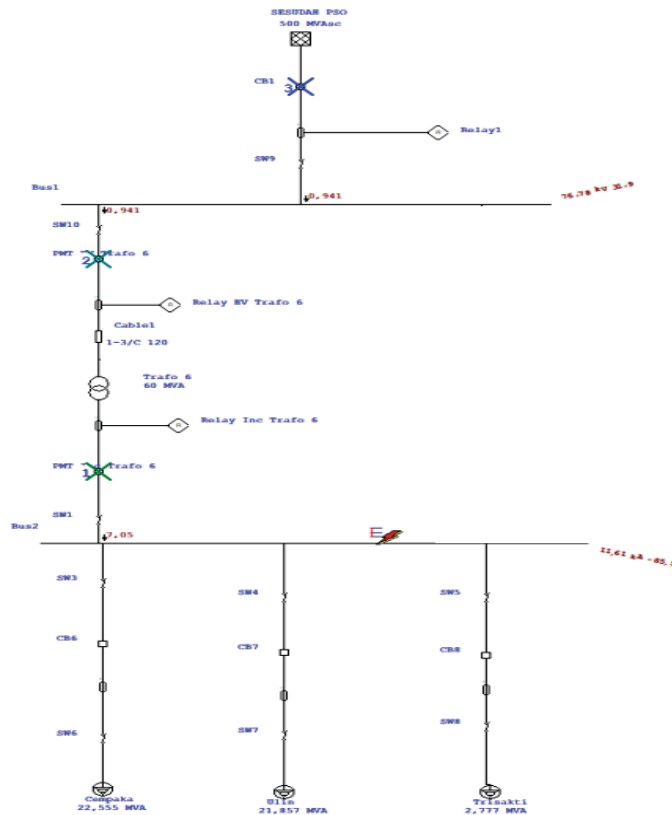 SESUDAH PSO
500 MVAsc
CB1
3
Relay1
SW9
Bus1
0,941
0,941
SW10
PMT
Trafo 6
2
Relay HV Trafo 6
Cable1
1-3/C 120
Trafo 6
60 MVA
Relay Inc Trafo 6
PMT
Trafo 6
1
SW1
Bus2
7,05
E
SW3
SW4
SW5
CB6
CB7
CB8
SW6
SW7
SW8
Cempaka
22,555 MVA
Ulin
21,857 MVA
Trisakti
2,777 MVA